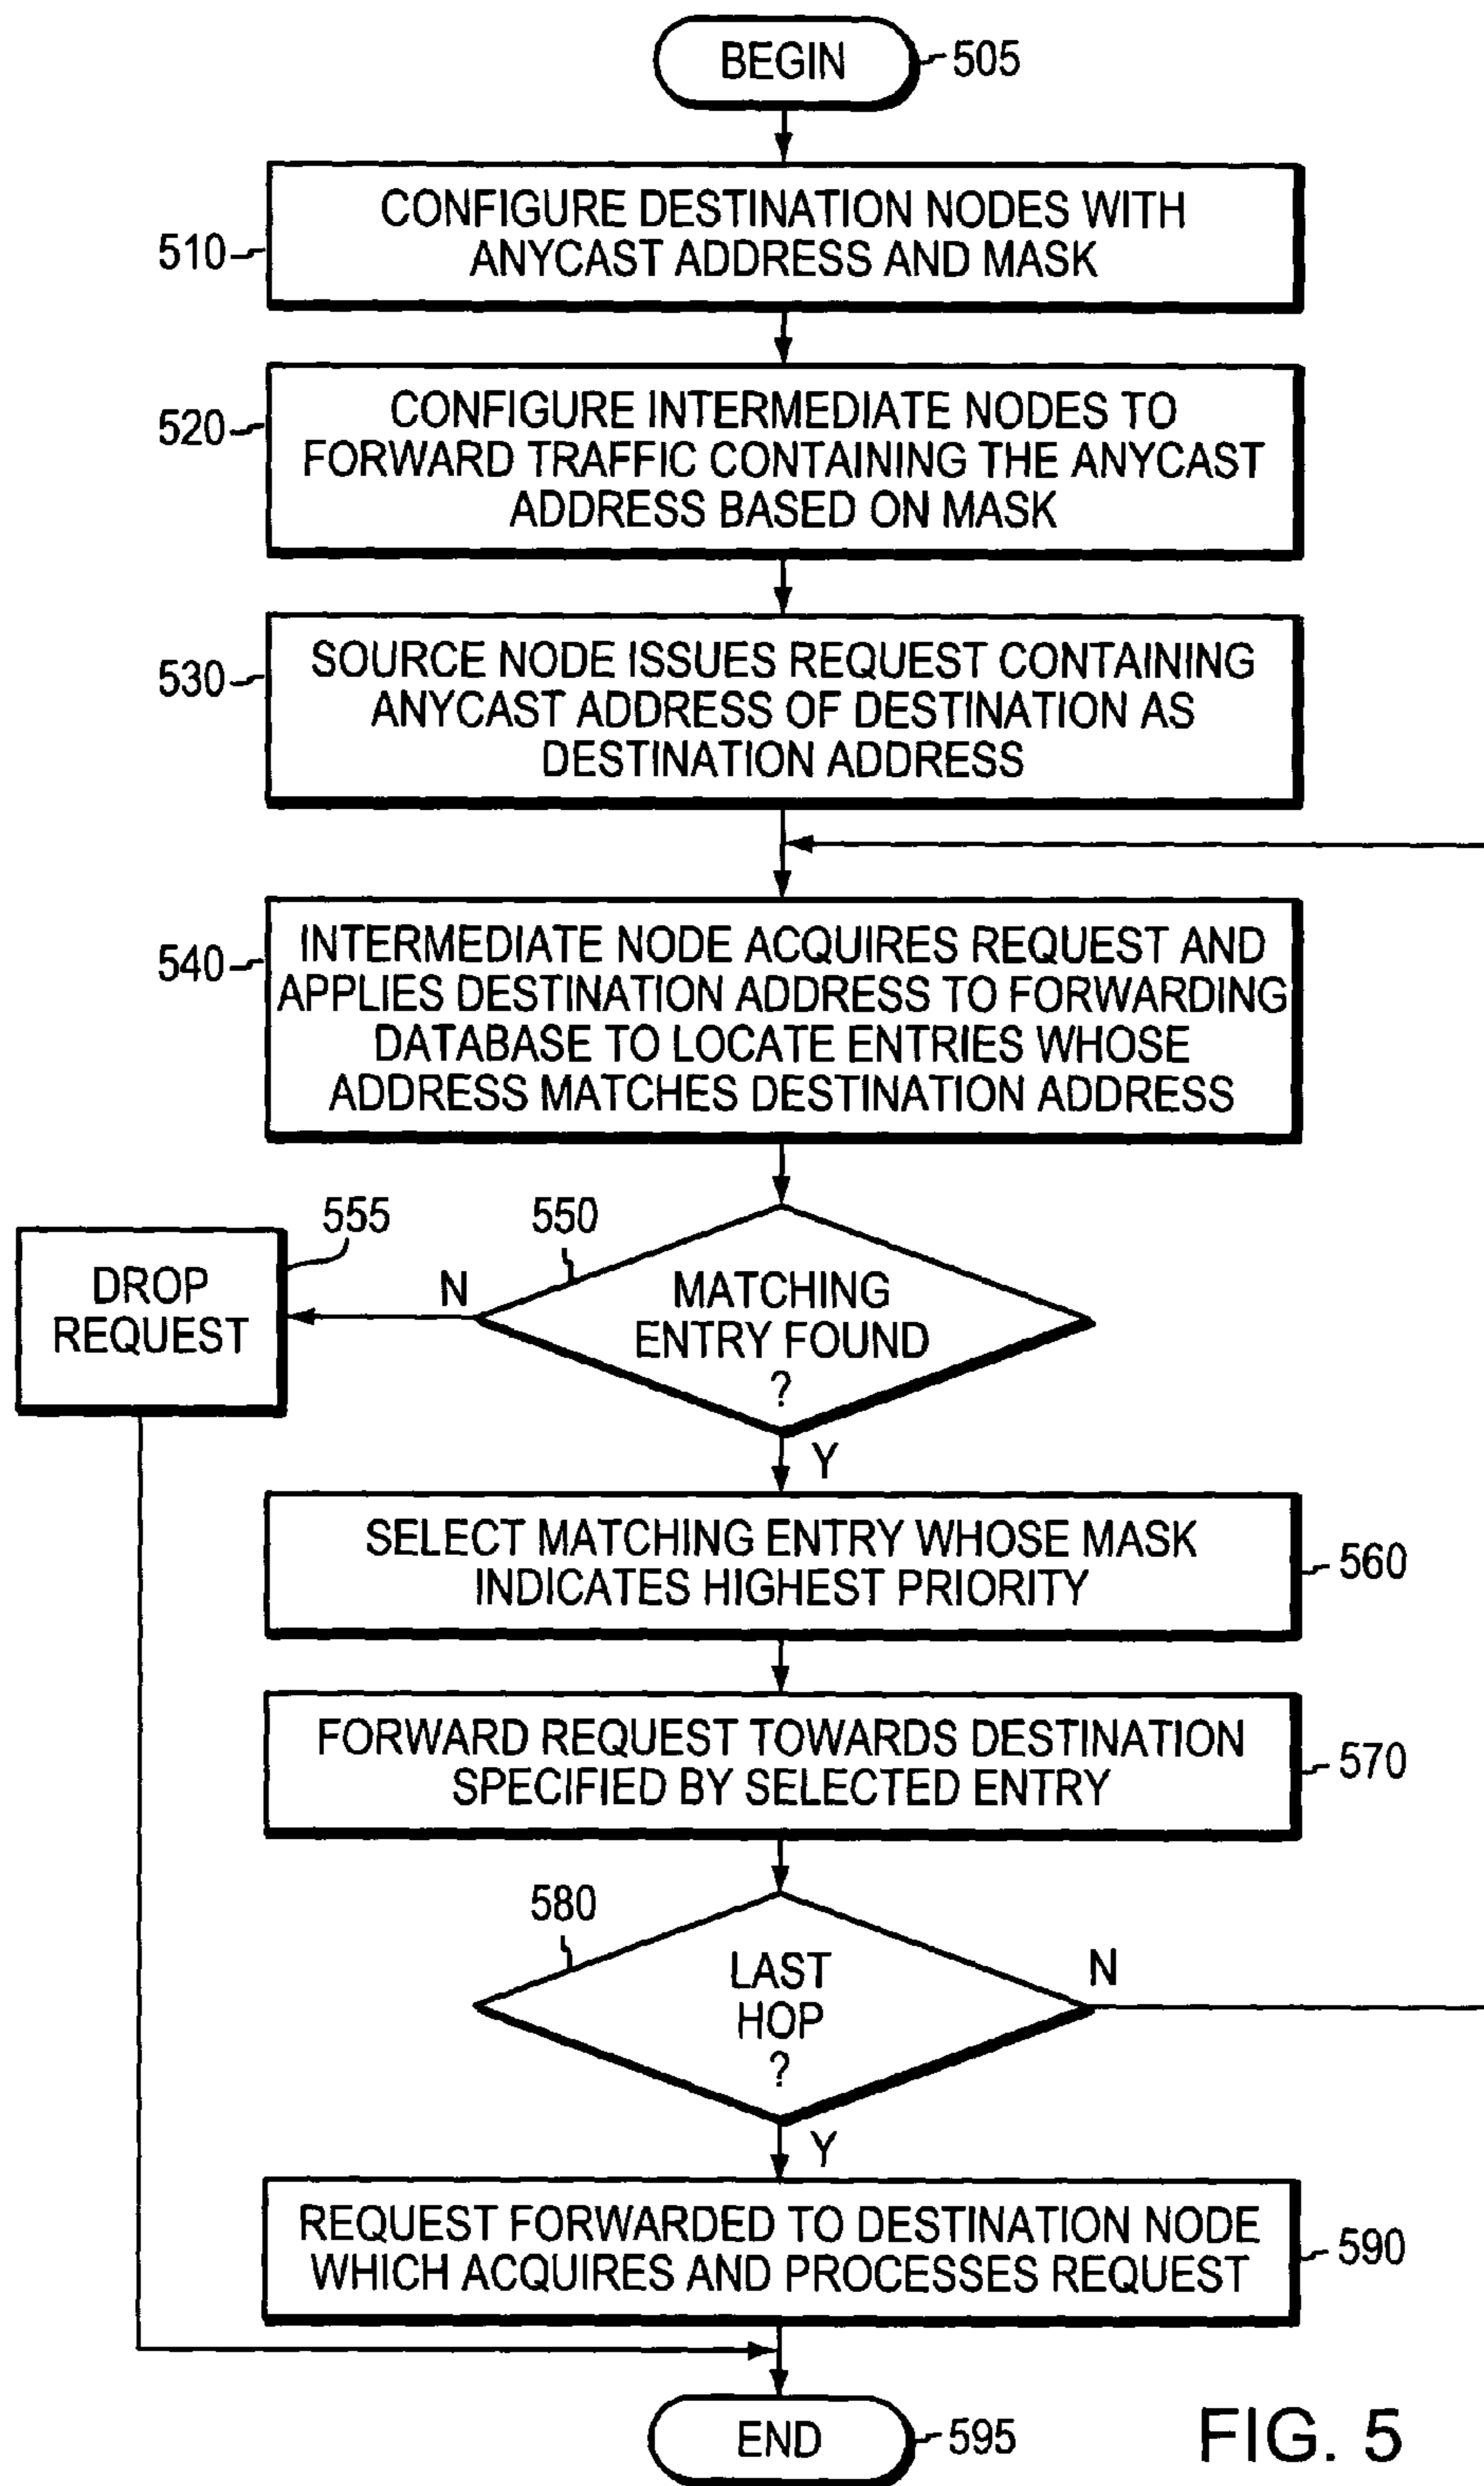 BEGIN
505
CONFIGURE DESTINATION NODES WITH
ANYCAST ADDRESS AND MASK
510
CONFIGURE INTERMEDIATE NODES TO
FORWARD TRAFFIC CONTAINING THE ANYCAST
ADDRESS BASED ON MASK
520
SOURCE NODE ISSUES REQUEST CONTAINING
ANYCAST ADDRESS OF DESTINATION AS
DESTINATION ADDRESS
530
INTERMEDIATE NODE ACQUIRES REQUEST AND
APPLIES DESTINATION ADDRESS TO FORWARDING
DATABASE TO LOCATE ENTRIES WHOSE
ADDRESS MATCHES DESTINATION ADDRESS
540
555
550
DROP
REQUEST
N
MATCHING
ENTRY FOUND
?
Y
SELECT MATCHING ENTRY WHOSE MASK
INDICATES HIGHEST PRIORITY
560
FORWARD REQUEST TOWARDS DESTINATION
SPECIFIED BY SELECTED ENTRY
570
580
LAST
HOP
?
N
Y
REQUEST FORWARDED TO DESTINATION NODE
WHICH ACQUIRES AND PROCESSES REQUEST
590
END
595
FIG. 5